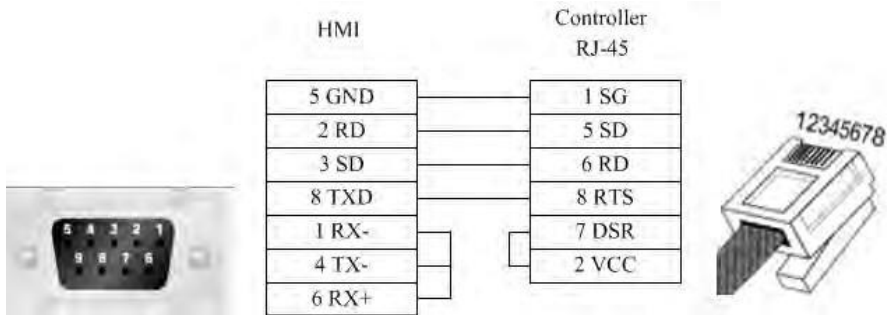 HMI
Controller
RJ-45
5 GND
1 SG
2 RD
5 SD
3 SD
6 RD
8 TXD
8 RTS
1 RX-
7 DSR
4 TX-
2 VCC
6 RX+
5 4 3 2 1
9 8 7 6
12345678